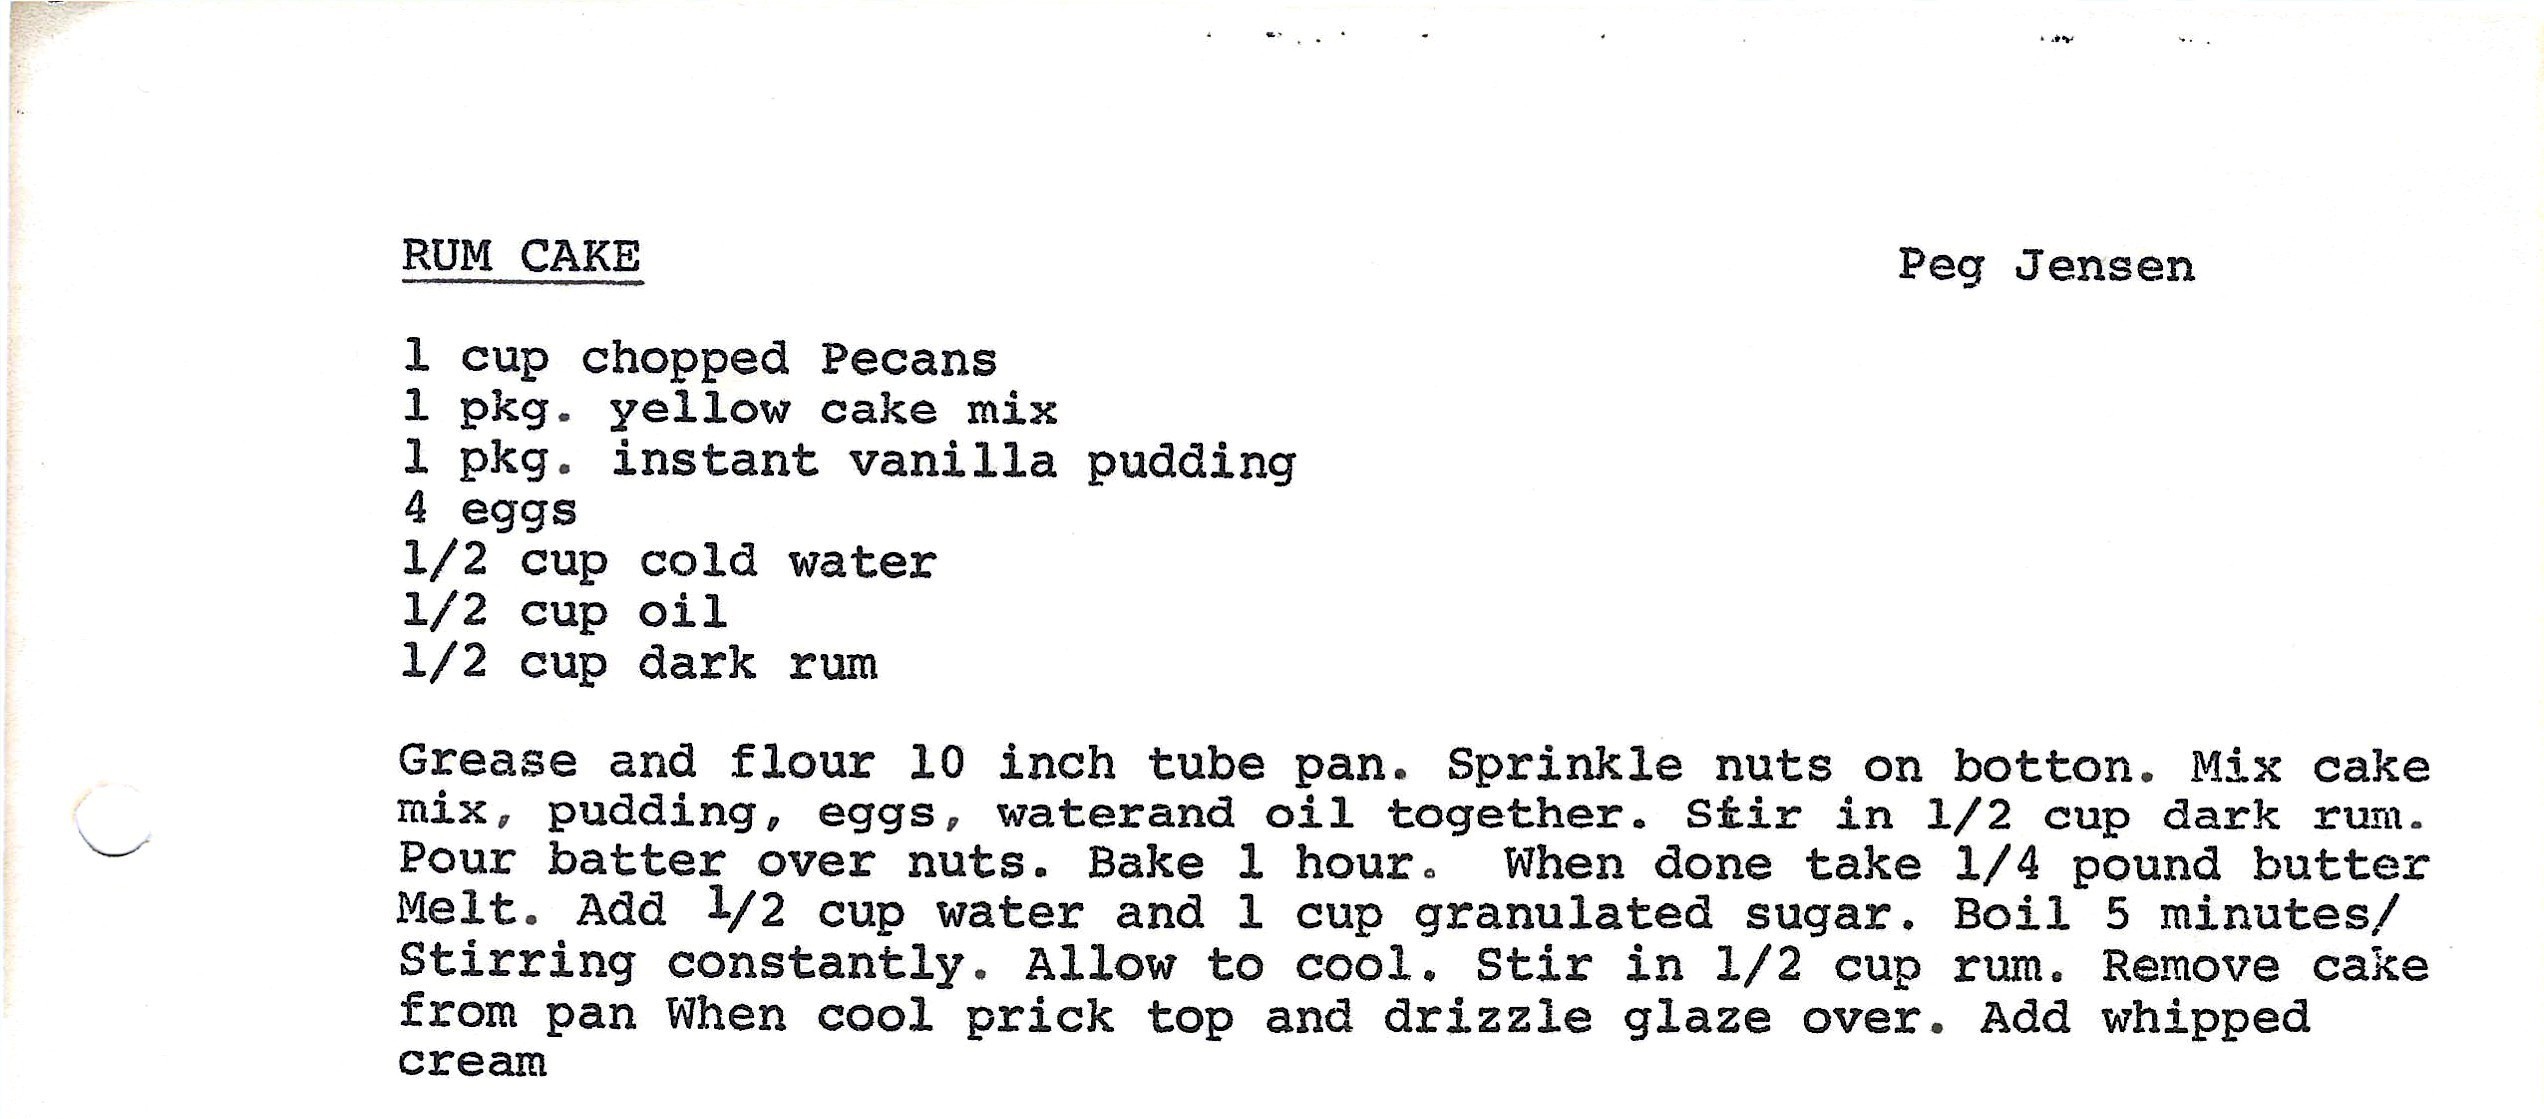 RUM CAKE Peg Jensen
1 cup chopped Pecans
1 pkg. yellow cake mix
1 pkg. instant vanilla pudding
4 eggs
1/2 cup cold water
1/2 cup oil
1/2 cup dark rum
Grease and flour 10 inch tube pan. Sprinkle nuts on botton. Mix cake
mix, pudding, eggs, waterand oil together. Stir in 1/2 cup dark rum.
Pour batter over nuts. Bake 1 hour. When done take 1/4 pound butter
Melt. Add 1/2 cup water and 1 cup granulated sugar. Boil 5 minutes/
Stirring constantly. Allow to cool. Stir in 1/2 cup rum. Remove cake
from pan When cool prick top and drizzle glaze over. Add whipped
cream